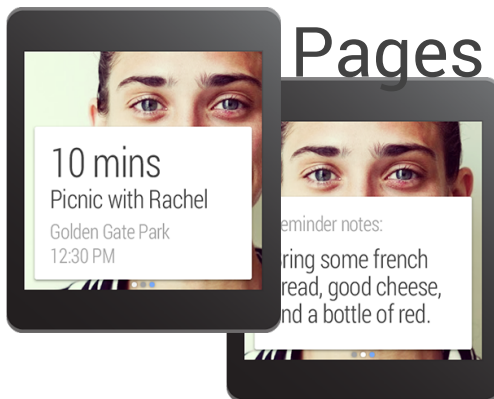 Pages
10 mins
Picnic with Rachel
Golden Gate Park
12:30 PM
eminder notes:
ring some french
read, good cheese,
nd a bottle of red.